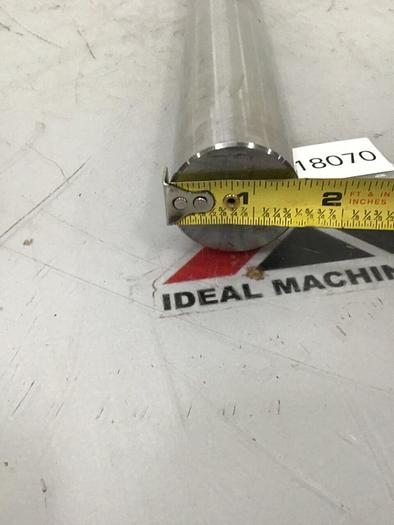 18070
1 2 FT & IN
INCHES
IDEAL MACHIN